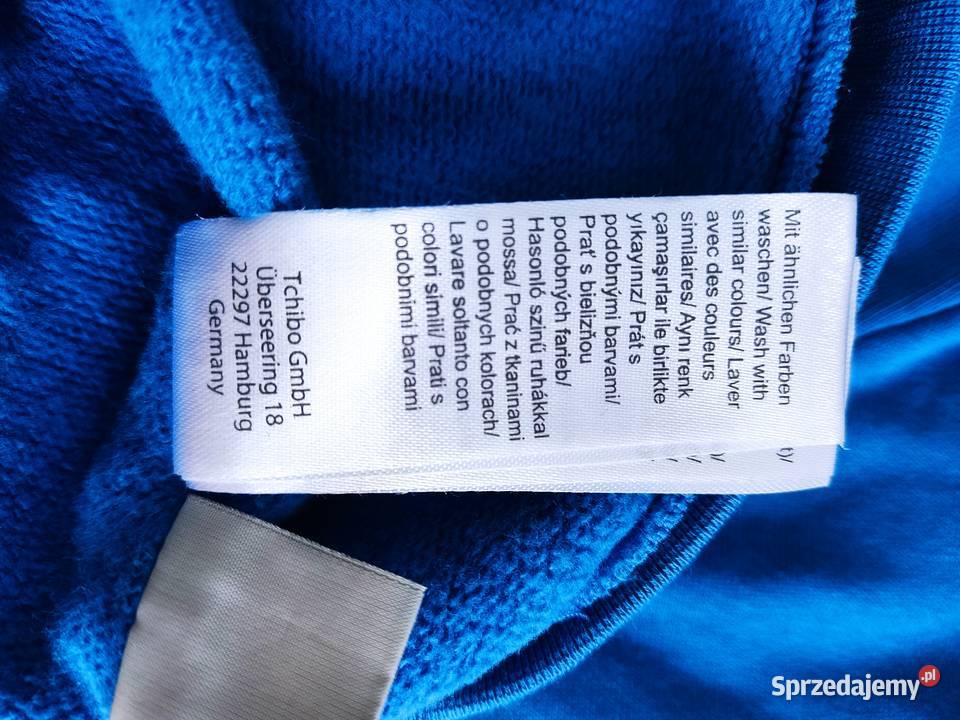 Mit ähnlichen Farben
waschen/ Wash with
similar colours/ Laver
avec des couleurs
similaires/ Aynı renk
çamaşırlar ile birlikte
yıkayınız/ Prát s
podobnými barvami/
Prať s bielizňou
podobných farieb/
Hasonló színű ruhákkal
mossa/ Prać z tkaninami
o podobnych kolorach/
Lavare soltanto con
colori simili/ Prati s
podobnimi barvami
Tchibo GmbH
Überseering 18
22297 Hamburg
Germany
t)/
)/
/
Sprzedajemy.pl